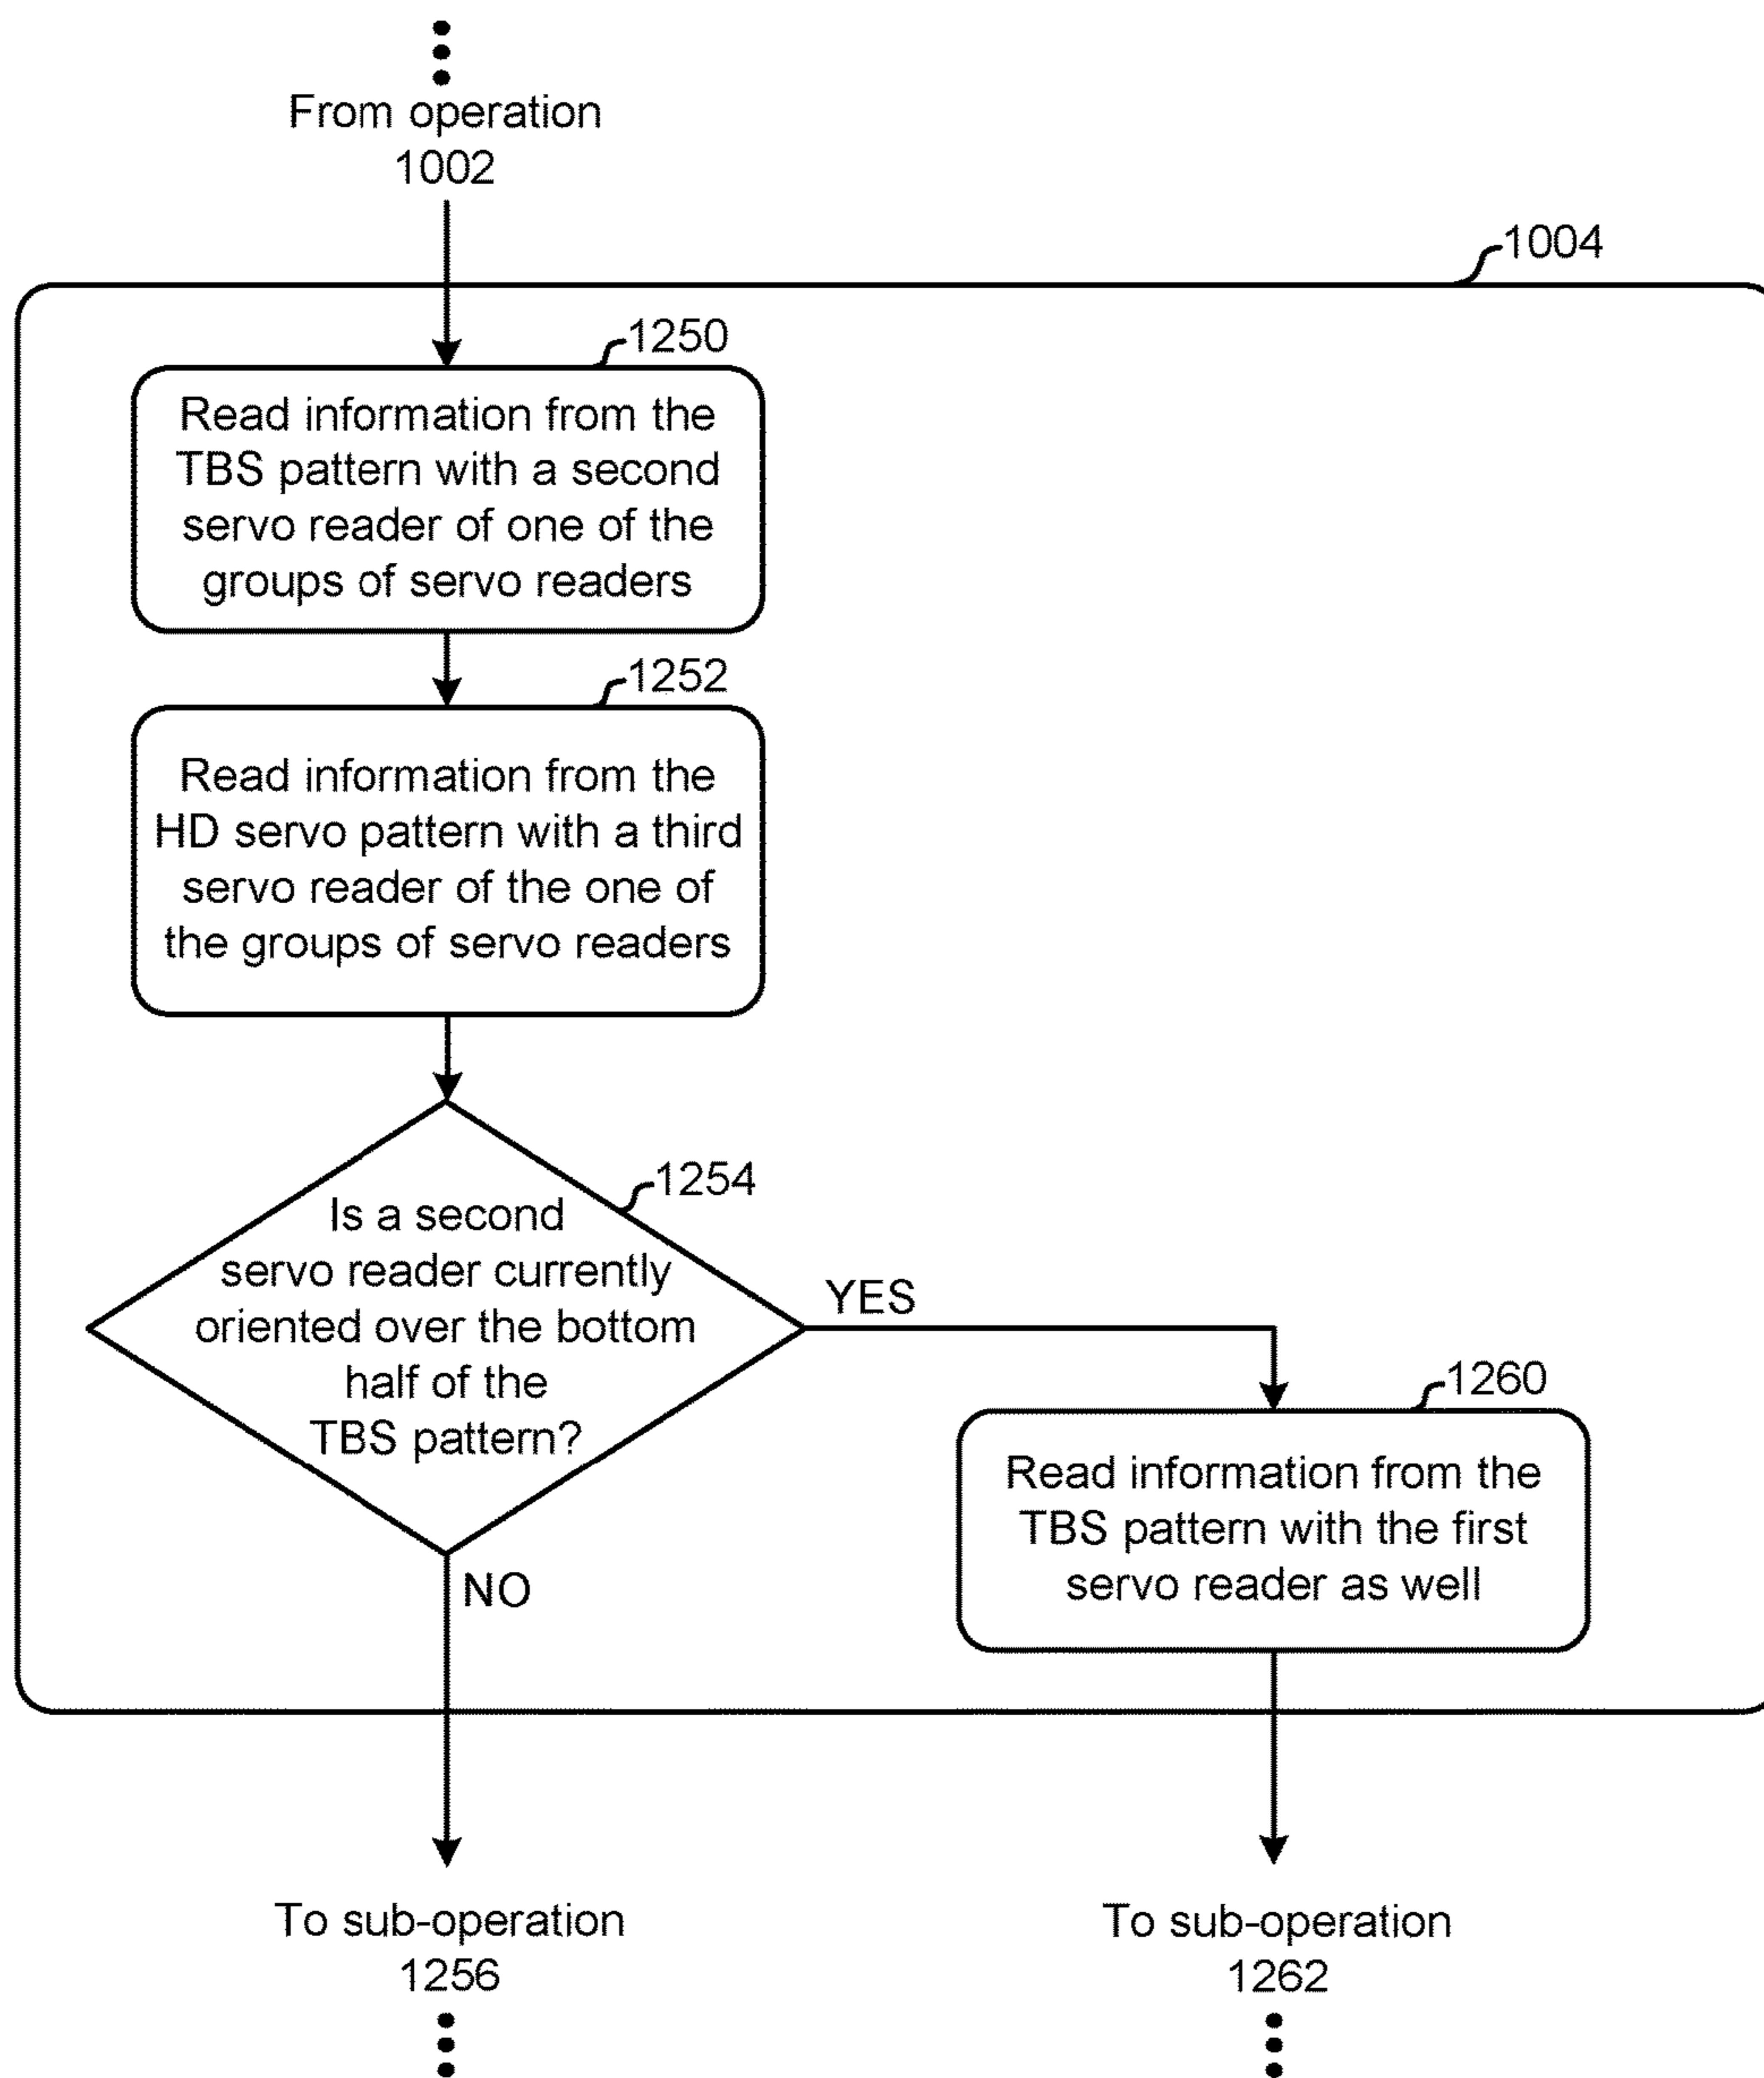 From operation
1002
1004
1250
Read information from the
TBS pattern with a second
servo reader of one of the
groups of servo readers
1252
Read information from the
HD servo pattern with a third
servo reader of the one of
the groups of servo readers
1254
Is a second
servo reader currently
oriented over the bottom
half of the
TBS pattern?
YES
NO
1260
Read information from the
TBS pattern with the first
servo reader as well
To sub-operation
1256
To sub-operation
1262